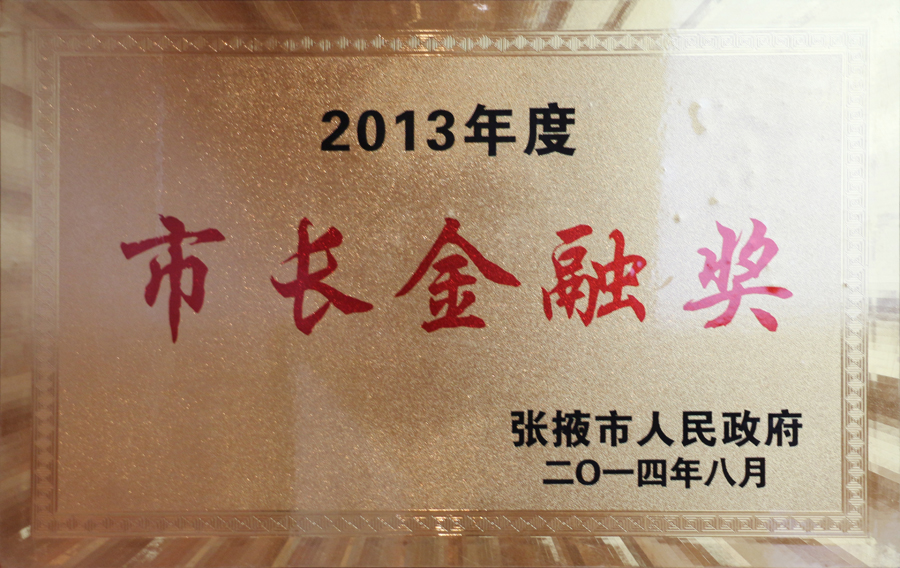 2013年度
市长金融奖
张掖市人民政府
二〇一四年八月